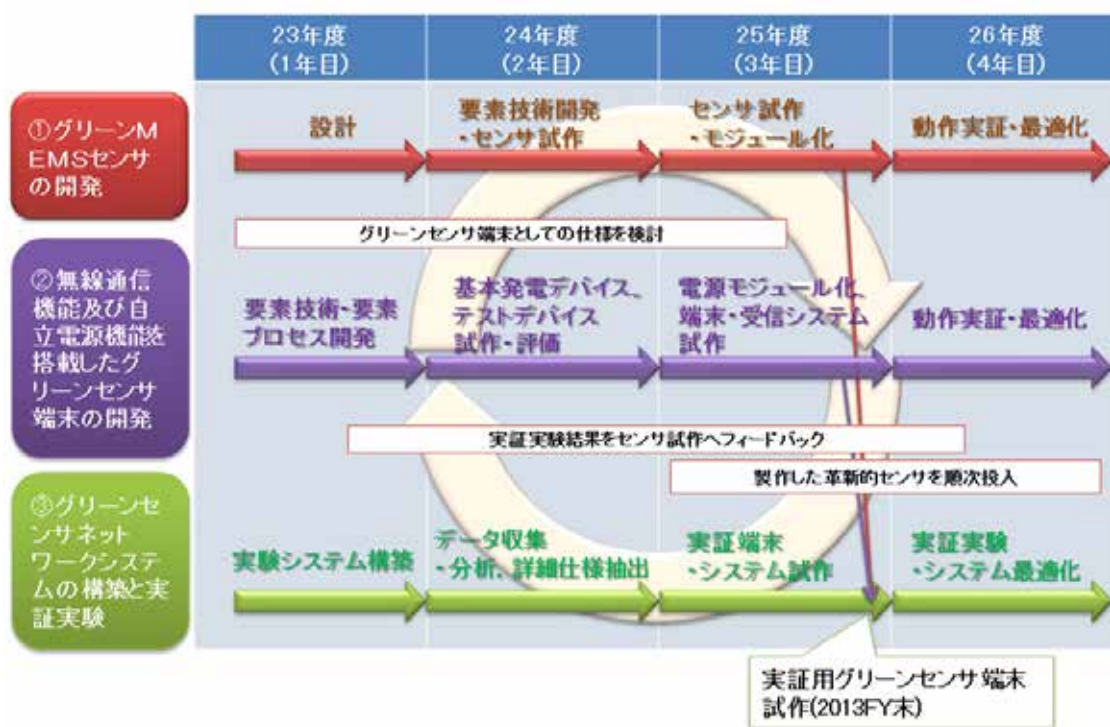 23年度
(1年目)
24年度
(2年目)
25年度
(3年目)
26年度
(4年目)
①グリーンM
EMSセンサ
の開発
設計
要素技術開発
・センサ試作
センサ試作
・モジュール化
動作実証・最適化
グリーンセンサ端末としての仕様を検討
②無線通信
機能及び自
立電源機能を
搭載したグ
リーンセンサ
端末の開発
要素技術・要素
プロセス開発
基本発電デバイス、
テストデバイス
試作・評価
電源モジュール化、
端末・受信システム
試作
動作実証・最適化
実証実験結果をセンサ試作へフィードバック
製作した革新的センサを順次投入
③グリーンセ
ンサネット
ワークシステ
ムの構築と実
証実験
実験システム構築
データ収集
・分析、詳細仕様抽出
実証端末
・システム試作
実証実験
・システム最適化
実証用グリーンセンサ端末
試作(2013FY末)